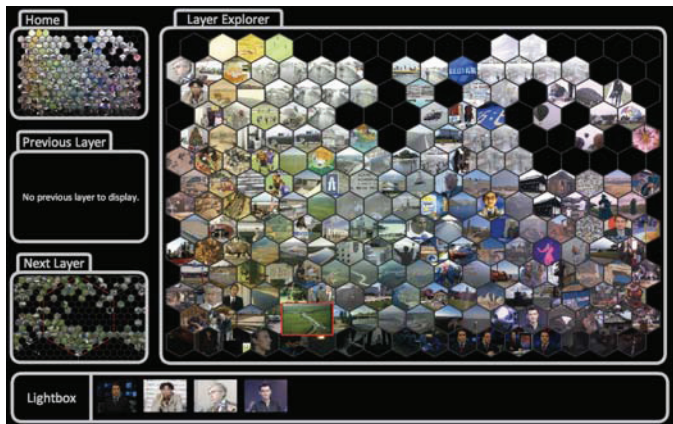 Home
Layer Explorer
Previous Layer
No previous layer to display.
Next Layer
Lightbox